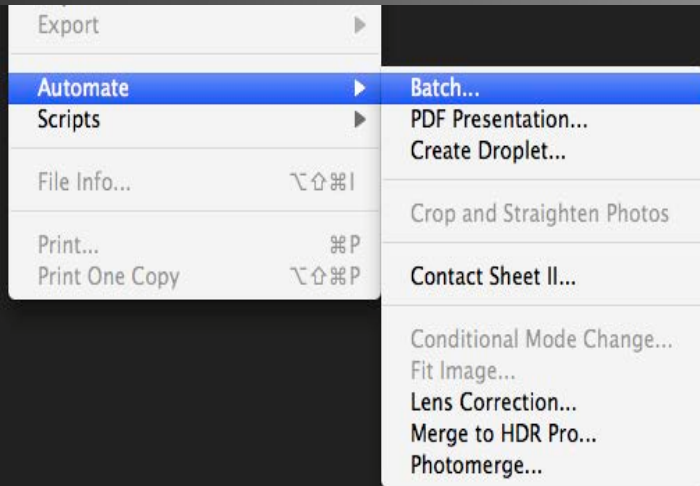 Export
Automate
Scripts
File Info... ⌥⇧⌘I
Print... ⌘P
Print One Copy ⌥⇧⌘P
Batch...
PDF Presentation...
Create Droplet...
Crop and Straighten Photos
Contact Sheet II...
Conditional Mode Change...
Fit Image...
Lens Correction...
Merge to HDR Pro...
Photomerge...